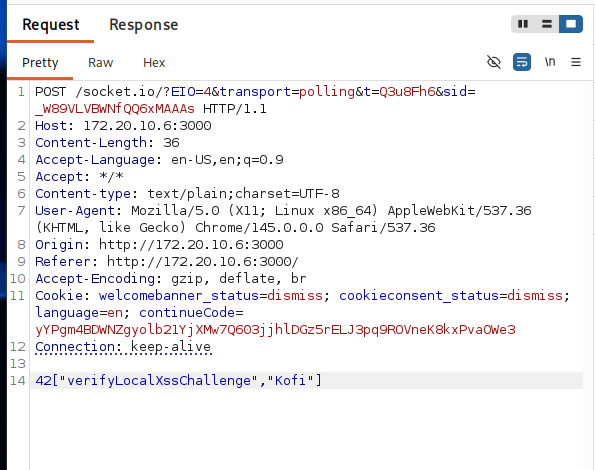 Request Response
Pretty Raw Hex \n
1 POST /socket.io/?EIO=4&transport=polling&t=Q3u8Fh6&sid=
_W89VLVBWNfQQ6xMAAAs HTTP/1.1
2 Host: 172.20.10.6:3000
3 Content-Length: 36
4 Accept-Language: en-US,en;q=0.9
5 Accept: */*
6 Content-type: text/plain;charset=UTF-8
7 User-Agent: Mozilla/5.0 (X11; Linux x86_64) AppleWebKit/537.36
(KHTML, like Gecko) Chrome/145.0.0.0 Safari/537.36
8 Origin: http://172.20.10.6:3000
9 Referer: http://172.20.10.6:3000/
10 Accept-Encoding: gzip, deflate, br
11 Cookie: welcomebanner_status=dismiss; cookieconsent_status=dismiss;
language=en; continueCode=
yYPgm4BDWNZgyolb21YjXMw7Q603jjhlDGz5rELJ3pq9ROVneK8kxPvaOWe3
12 Connection: keep-alive
13
14 42["verifyLocalXssChallenge","Kofi"]